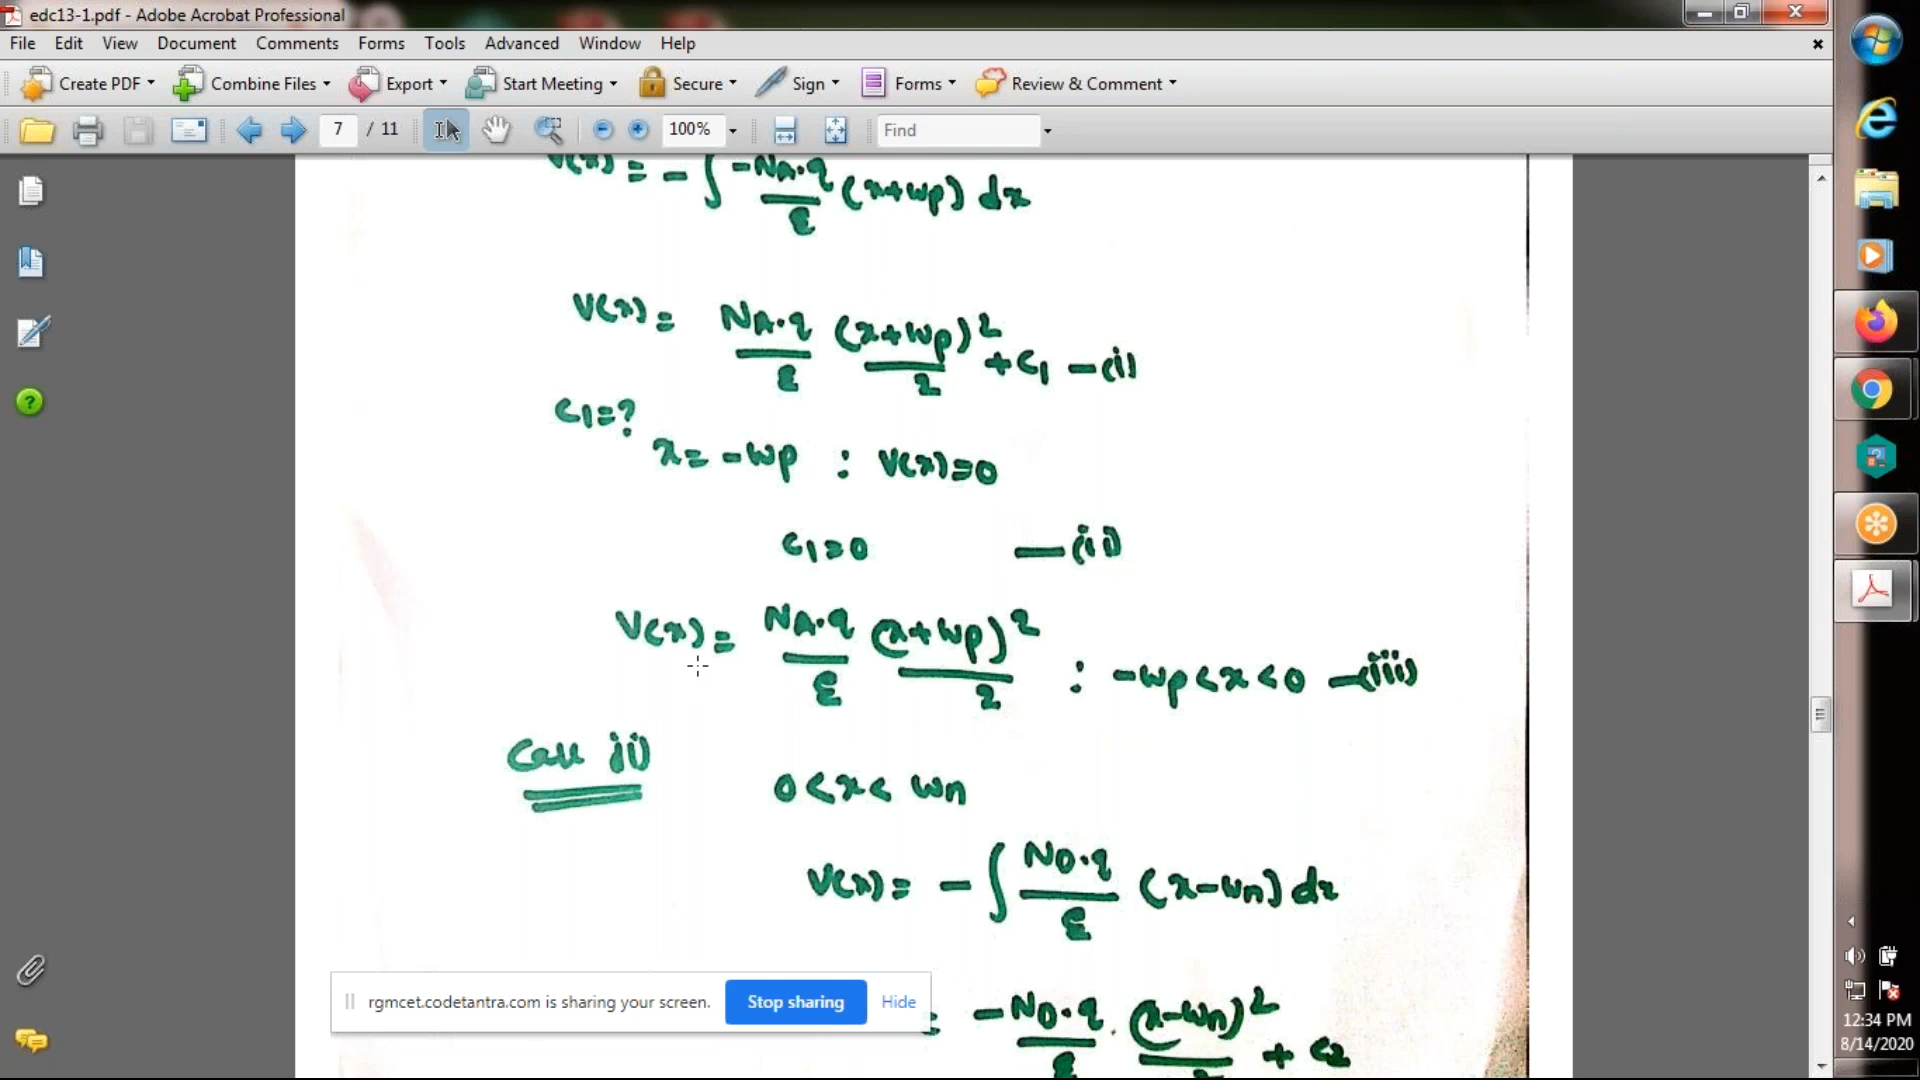 edc13-1.pdf - Adobe Acrobat Professional
File Edit View Document Comments Forms Tools Advanced Window Help
Create PDF Combine Files Export Start Meeting Secure Sign Forms Review & Comment
7 / 11 100% Find
V(x) = - ∫ -NA·q/ε (x+wp) dx
V(x) = NA·q/ε (x+wp)²/2 + C1 —(i)
C1=?
x = -wp : V(x)=0
C1=0 —(ii)
V(x) = NA·q/ε (x+wp)²/2 : -wp<x<0 —(iii)
Case ii)
0<x<wn
V(x) = - ∫ ND·q/ε (x-wn) dx
= -ND·q/ε · (x-wn)²/2 + C2
rgmcet.codetantra.com is sharing your screen. Stop sharing Hide
12:34 PM
8/14/2020